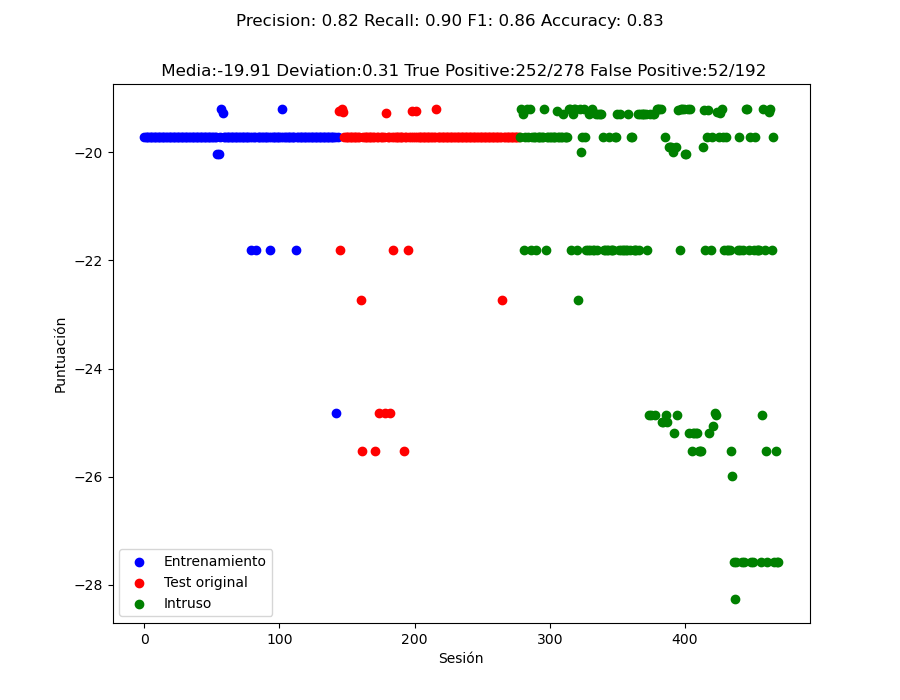 Precision: 0.82 Recall: 0.90 F1: 0.86 Accuracy: 0.83
Media:-19.91 Deviation:0.31 True Positive:252/278 False Positive:52/192
−20
−22
−24
−26
−28
Puntuación
Entrenamiento
Test original
Intruso
0
100
200
300
400
Sesión